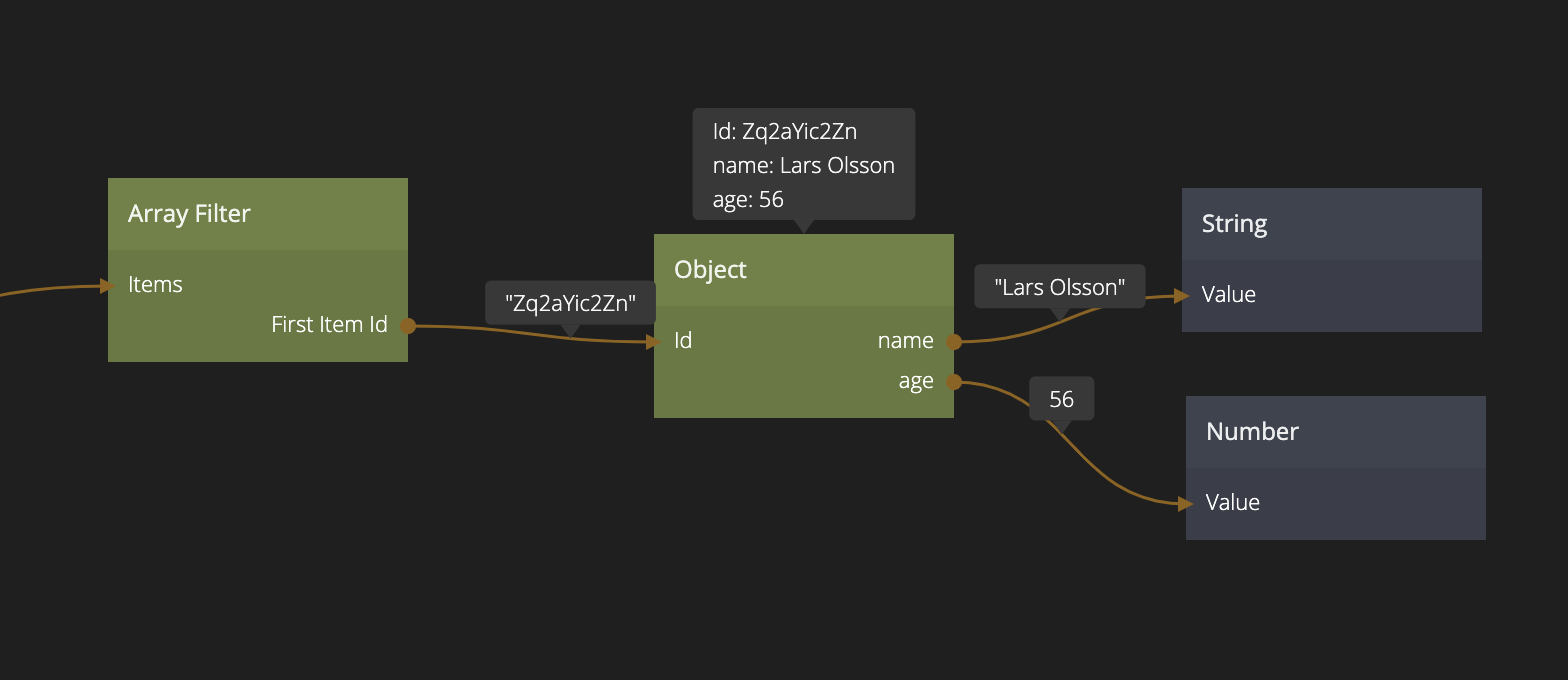 Array Filter
Items
First Item Id
"Zq2aYic2Zn"
Id: Zq2aYic2Zn
name: Lars Olsson
age: 56
Object
Id
name
age
"Lars Olsson"
56
String
Value
Number
Value